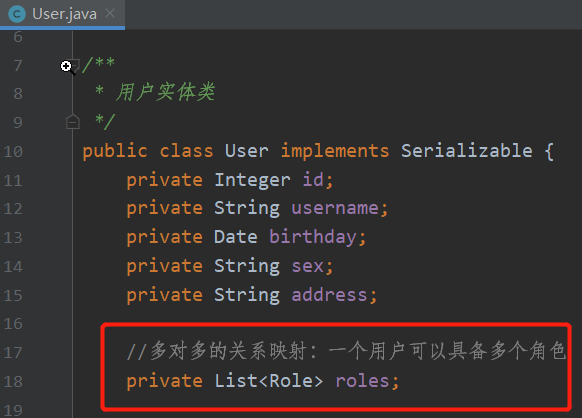 User.java
6
7 /**
8 * 用户实体类
9 */
10 public class User implements Serializable {
11 private Integer id;
12 private String username;
13 private Date birthday;
14 private String sex;
15 private String address;
16
17 //多对多的关系映射：一个用户可以具备多个角色
18 private List<Role> roles;
19